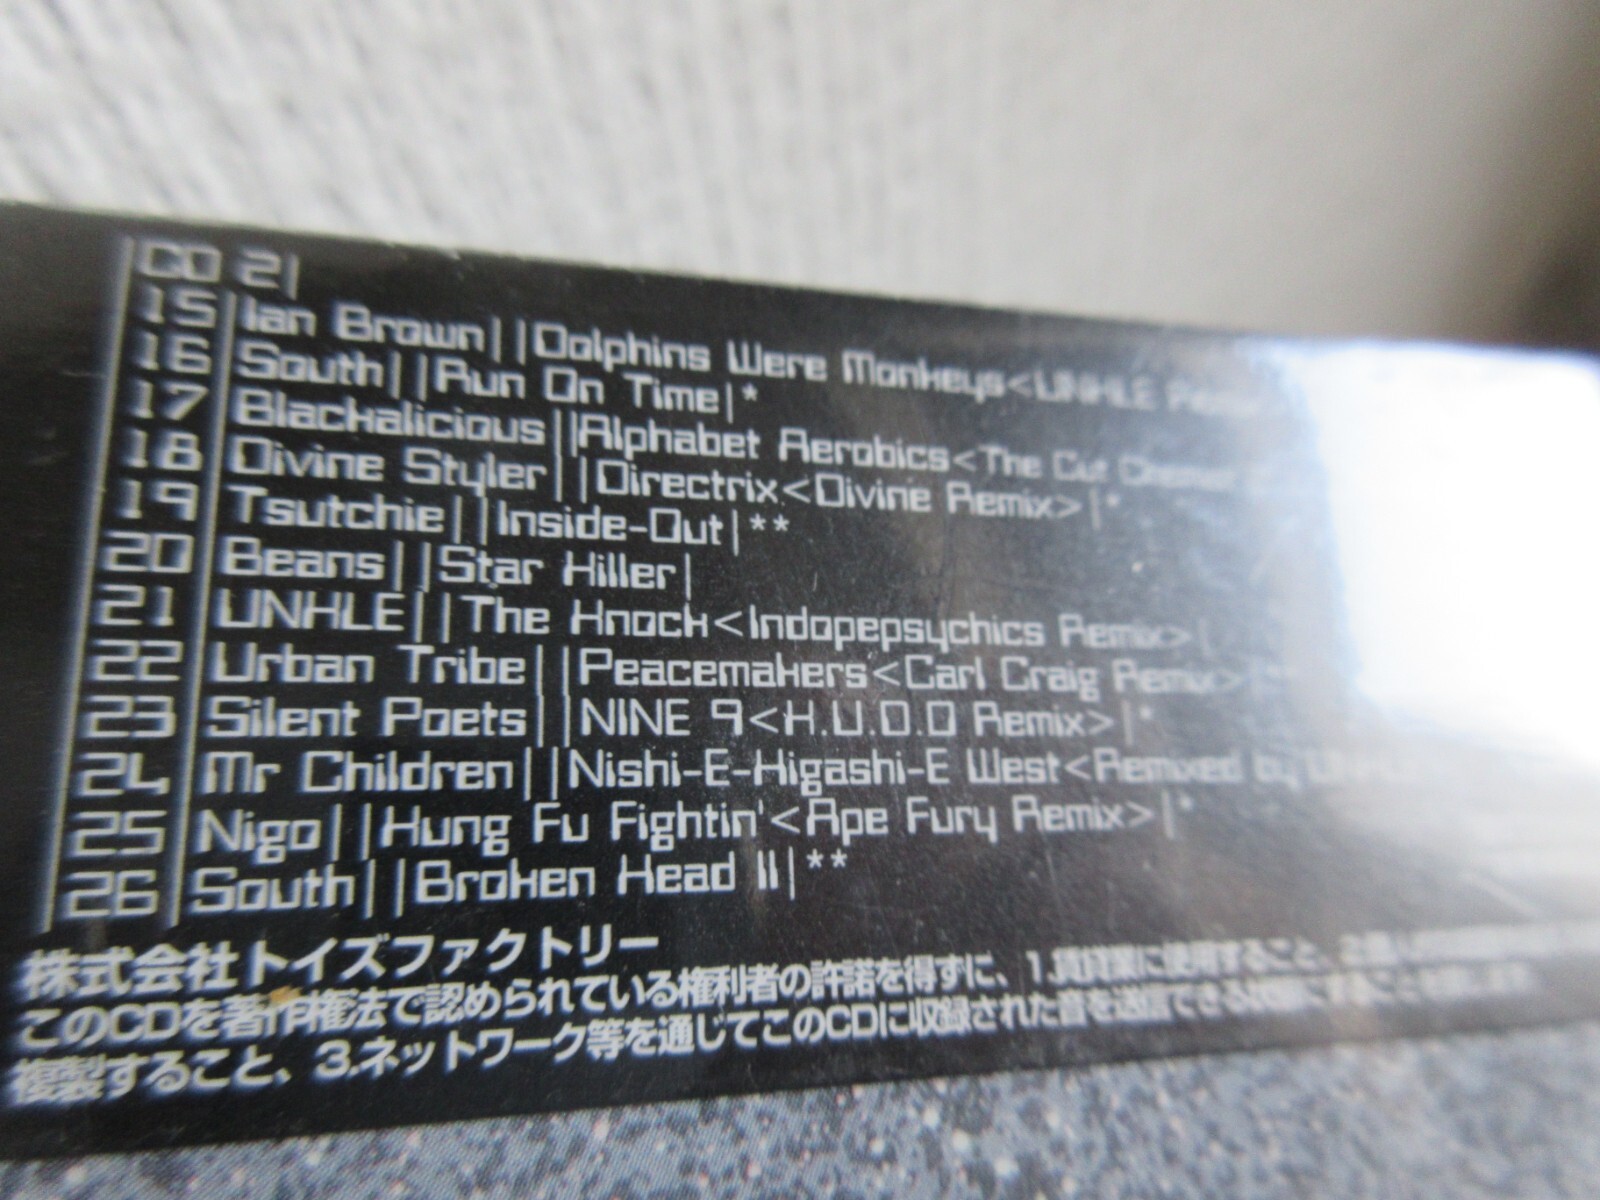 CD 2|
15|Ian Brown||Dolphins Were Monkeys<UNKLE
16|South||Run On Time|*
17|Blackalicious||Alphabet Aerobics<The Cut
18|Divine Styler||Directrix<Divine Remix>|*
19|Tsutchie||Inside-Out|**
20|Beans||Star Killer|
21|UNKLE||The Knock<Indopepsychics Remix>|
22|Urban Tribe||Peacemakers<Carl Craig Remix>|
23|Silent Poets||NINE 9<H.U.D.D Remix>|*
24|Mr Children||Nishi-E-Higashi-E West<Remixed by
25|Nigo||Kung Fu Fightin'<Ape Fury Remix>|*
26|South||Broken Head II|**
株式会社トイズファクトリー
このCDを著作権法で認められている権利者の許諾を得ずに、1.賃貸業に使用すること、
複製すること、3.ネットワーク等を通じてこのCDに収録された音を送信できる